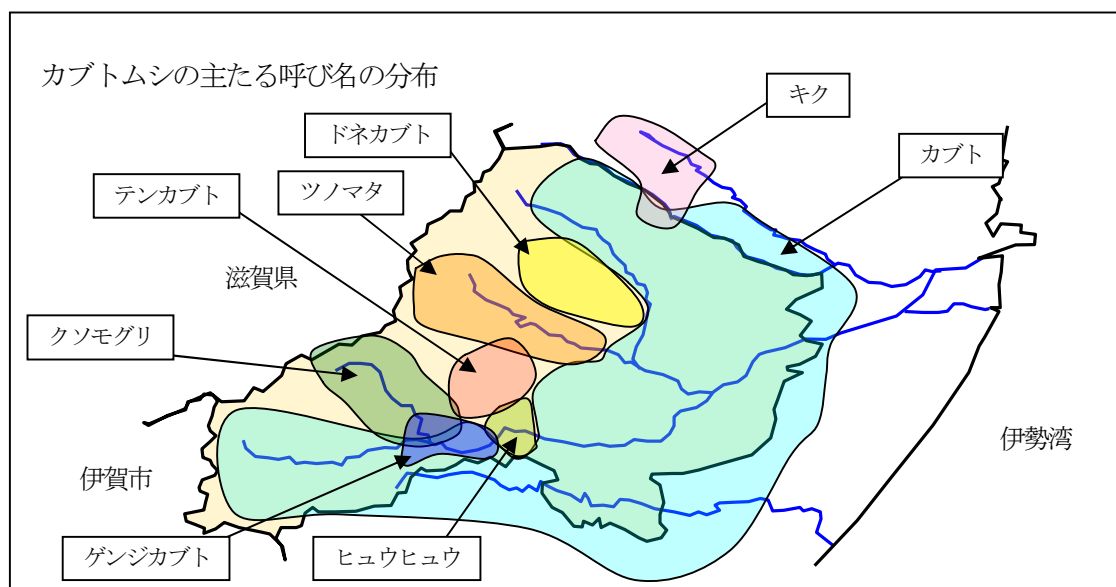 カブトムシの主たる呼び名の分布
キク
ドネカブト
カブト
テンカブト
ツノマタ
滋賀県
クソモグリ
伊勢湾
伊賀市
ゲンジカブト
ヒュウヒュウ